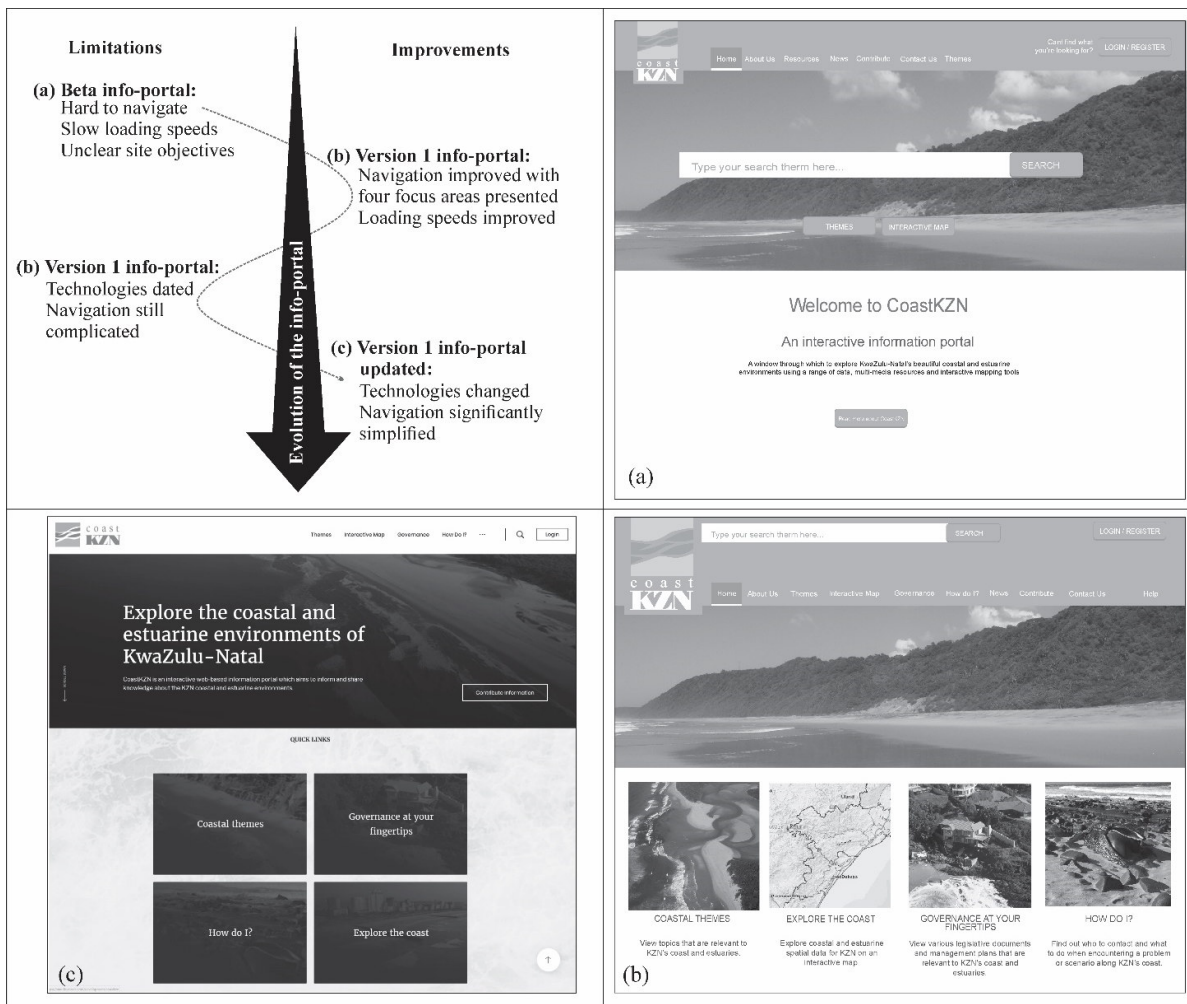 Limitations
Improvements
(a) Beta info-portal:
Hard to navigate
Slow loading speeds
Unclear site objectives
(b) Version 1 info-portal:
Navigation improved with
four focus areas presented
Loading speeds improved
(b) Version 1 info-portal:
Technologies dated
Navigation still
complicated
(c) Version 1 info-portal
updated:
Technologies changed
Navigation significantly
simplified
Evolution of the info-portal
coast
KZN
Cant find what
you're looking for?
LOGIN / REGISTER
Home About Us Resources News Contribute Contact Us Themes
Type your search therm here...
SEARCH
THEMES
INTERACTIVE MAP
Welcome to CoastKZN
An interactive information portal
A window through which to explore KwaZulu-Natal's beautiful coastal and estuarine
environments using a range of data, multi-media resources and interactive mapping tools
(a)
coast
KZN
Themes Interactive Map Governance How Do I? ... Login
Explore the coastal and
estuarine environments of
KwaZulu-Natal
CoastKZN is an interactive web-based information portal which aims to inform and share
knowledge about the KZN coastal and estuarine environments
Contribute Information
QUICK LINKS
Coastal themes
Governance at your
fingertips
How do I?
Explore the coast
(c)
Type your search therm here...
SEARCH
LOGIN / REGISTER
coast
KZN
Home About Us Themes Interactive Map Governance How do I? News Contribute Contact Us Help
COASTAL THEMES
View topics that are relevant to
KZN's coast and estuaries.
EXPLORE THE COAST
Explore coastal and estuarine
spatial data for KZN on an
interactive map
GOVERNANCE AT YOUR
FINGERTIPS
View various legislative documents
and management plans that are
relevant to KZN's coast and
estuaries.
HOW DO I?
Find out who to contact and what
to do when encountering a problem
or scenario along KZN's coast.
(b)